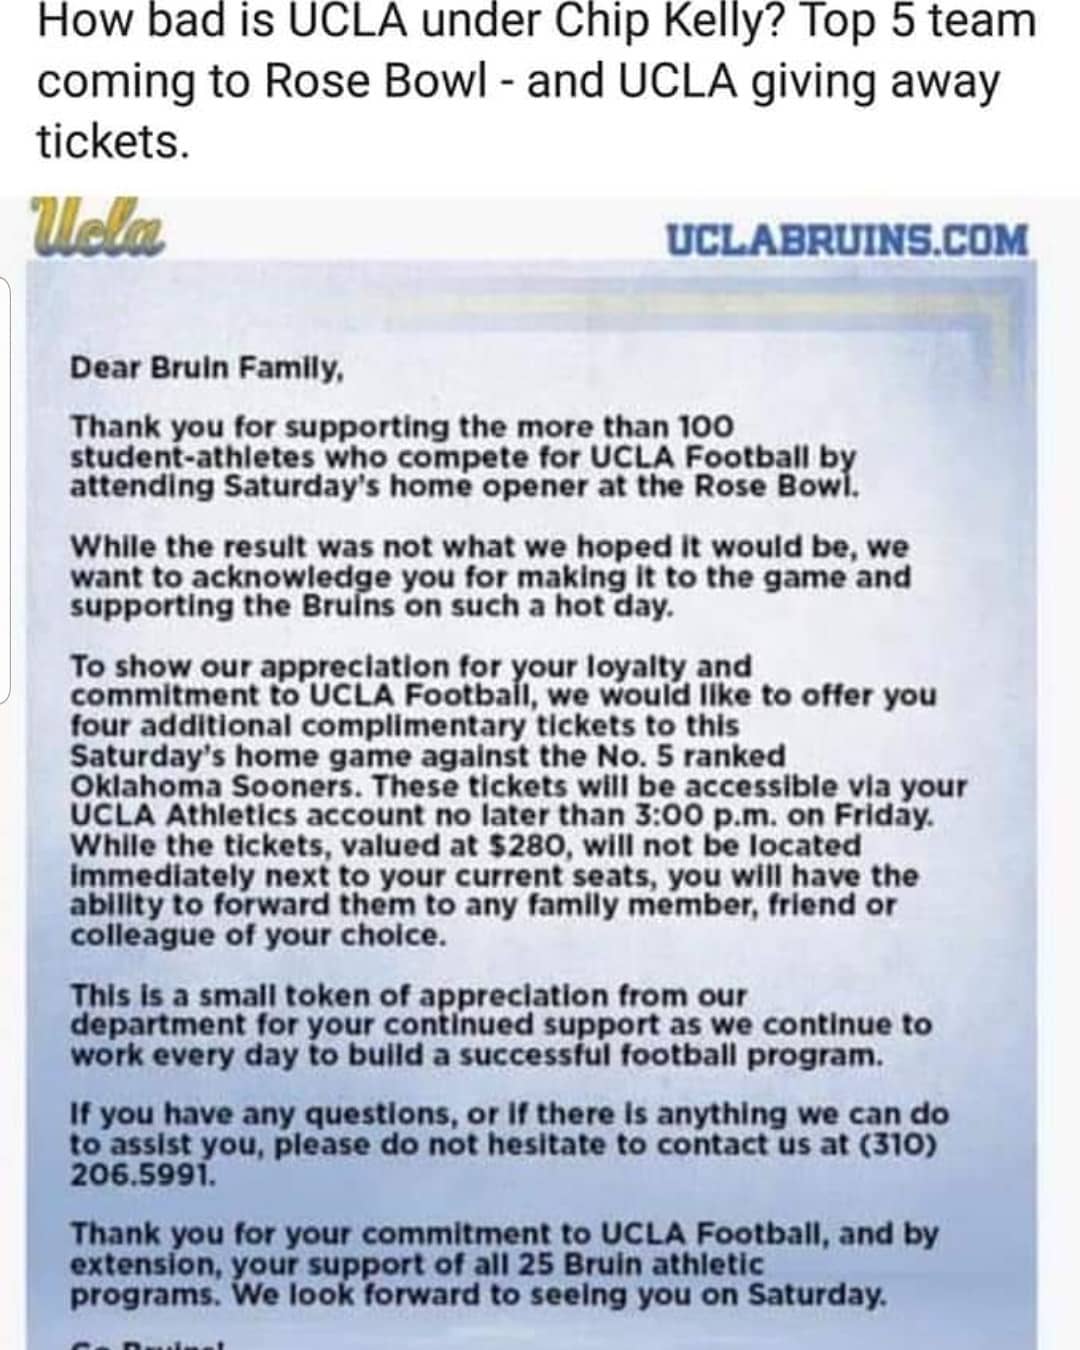 How bad is UCLA under Chip Kelly? Top 5 team
coming to Rose Bowl - and UCLA giving away
tickets.
Ucla
UCLABRUINS.COM
Dear Bruin Family,
Thank you for supporting the more than 100
student-athletes who compete for UCLA Football by
attending Saturday's home opener at the Rose Bowl.
While the result was not what we hoped it would be, we
want to acknowledge you for making it to the game and
supporting the Bruins on such a hot day.
To show our appreciation for your loyalty and
commitment to UCLA Football, we would like to offer you
four additional complimentary tickets to this
Saturday's home game against the No. 5 ranked
Oklahoma Sooners. These tickets will be accessible via your
UCLA Athletics account no later than 3:00 p.m. on Friday.
While the tickets, valued at $280, will not be located
immediately next to your current seats, you will have the
ability to forward them to any family member, friend or
colleague of your choice.
This is a small token of appreciation from our
department for your continued support as we continue to
work every day to build a successful football program.
If you have any questions, or if there is anything we can do
to assist you, please do not hesitate to contact us at (310)
206.5991.
Thank you for your commitment to UCLA Football, and by
extension, your support of all 25 Bruin athletic
programs. We look forward to seeing you on Saturday.